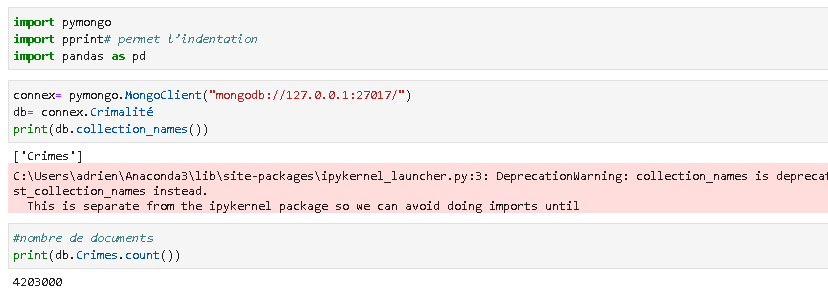 import pymongo
import pprint# permet l'indentation
import pandas as pd
connex= pymongo.MongoClient("mongodb://127.0.0.1:27017/")
db= connex.Crimalité
print(db.collection_names())
['Crimes']
C:\Users\adrien\Anaconda3\lib\site-packages\ipykernel_launcher.py:3: DeprecationWarning: collection_names is deprecat
st_collection_names instead.
This is separate from the ipykernel package so we can avoid doing imports until
#nombre de documents
print(db.Crimes.count())
4203000